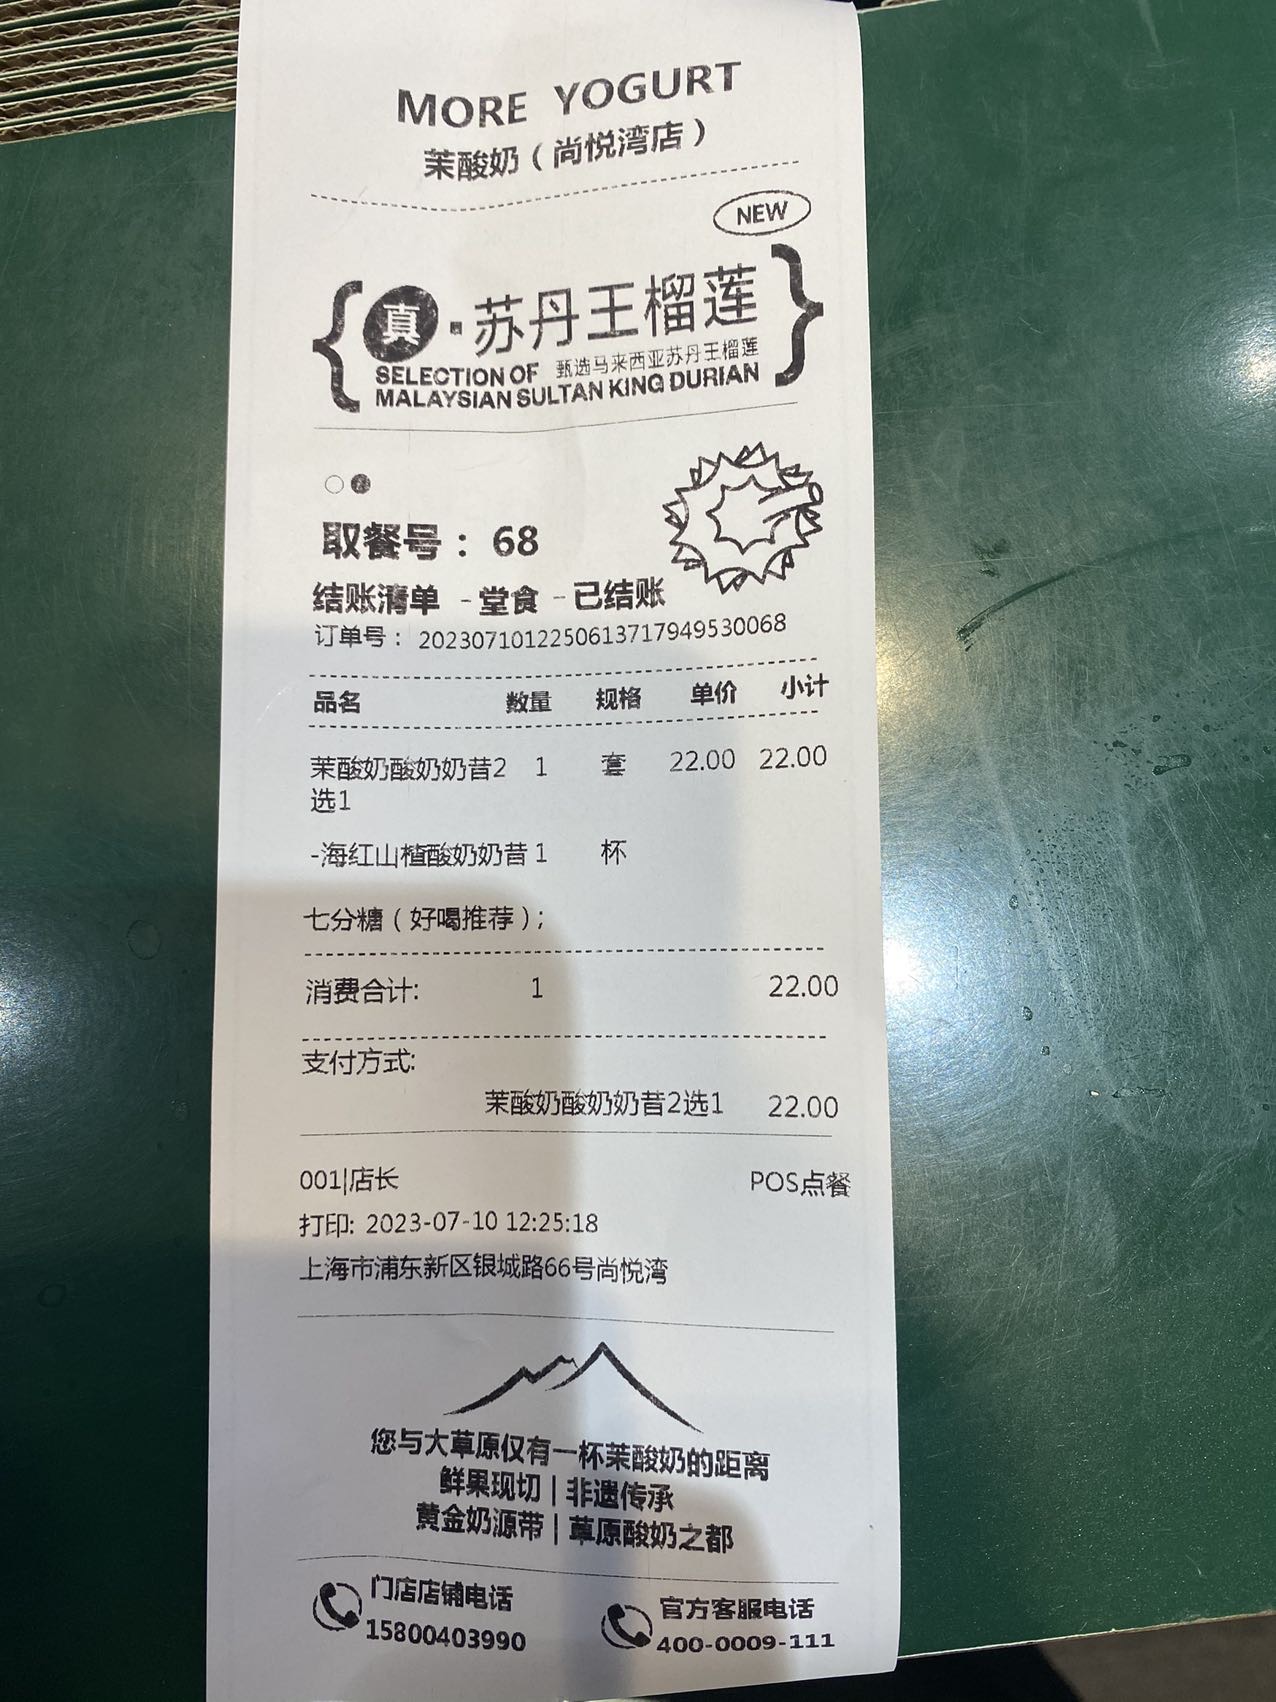 MORE YOGURT
茉酸奶（尚悦湾店）
NEW
真·苏丹王榴莲
甄选马来西亚苏丹王榴莲
SELECTION OF
MALAYSIAN SULTAN KING DURIAN
取餐号：68
结账清单 -堂食 -已结账
订单号：20230710122506137179495300​68
品名 数量 规格 单价 小计
茉酸奶酸奶奶昔2 1 套 22.00 22.00
选1
-海红山楂酸奶奶昔 1 杯
七分糖（好喝推荐）;
消费合计: 1 22.00
支付方式:
茉酸奶酸奶奶昔2选1 22.00
001|店长 POS点餐
打印: 2023-07-10 12:25:18
上海市浦东新区银城路66号尚悦湾
您与大草原仅有一杯茉酸奶的距离
鲜果现切｜非遗传承
黄金奶源带｜草原酸奶之都
门店店铺电话
15800403990
官方客服电话
400-0009-111